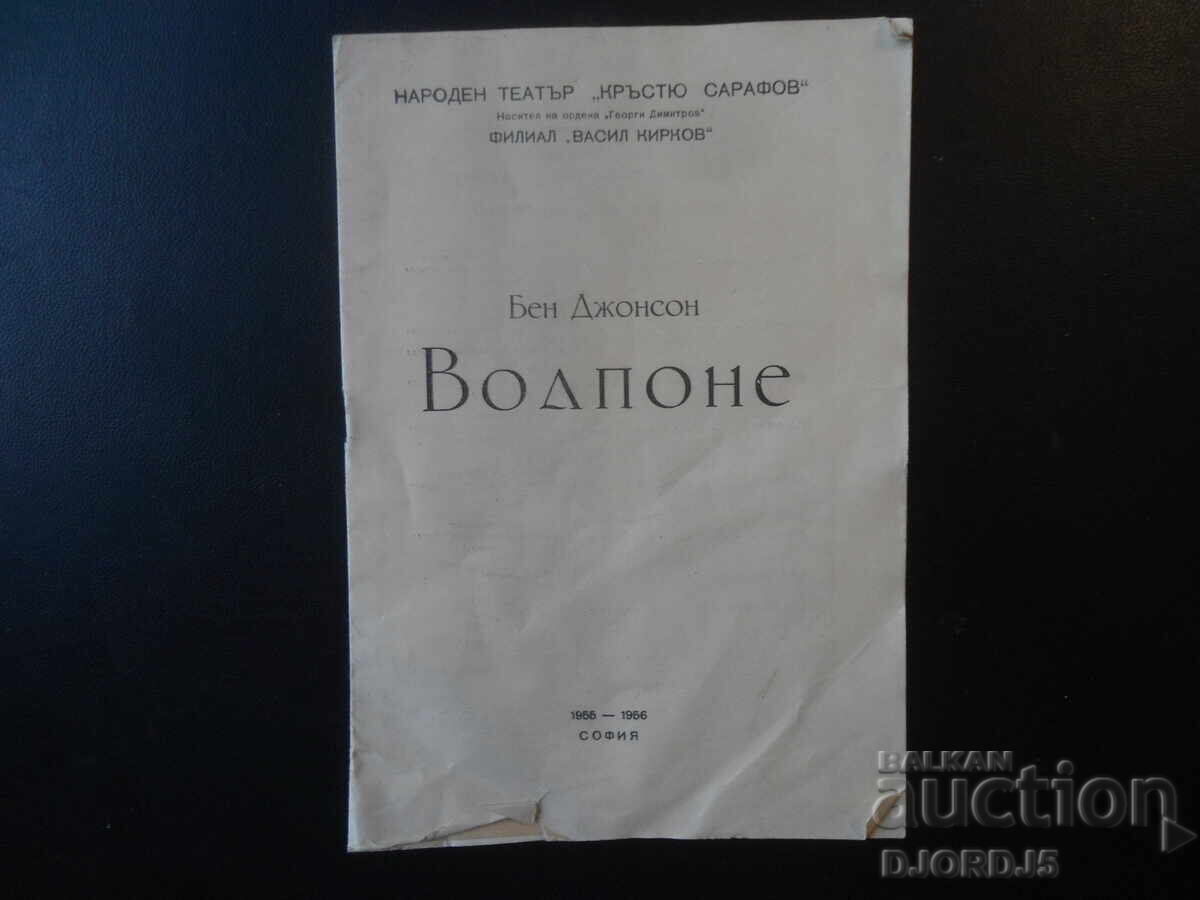 НАРОДЕН ТЕАТЪР „КРЪСТЮ САРАФОВ“
Носител на ордена „Георги Димитров“
ФИЛИАЛ „ВАСИЛ КИРКОВ“
Бен Джонсон
Волпоне
1955 — 1956
СОФИЯ
BALKAN
auction
DJORDJ5